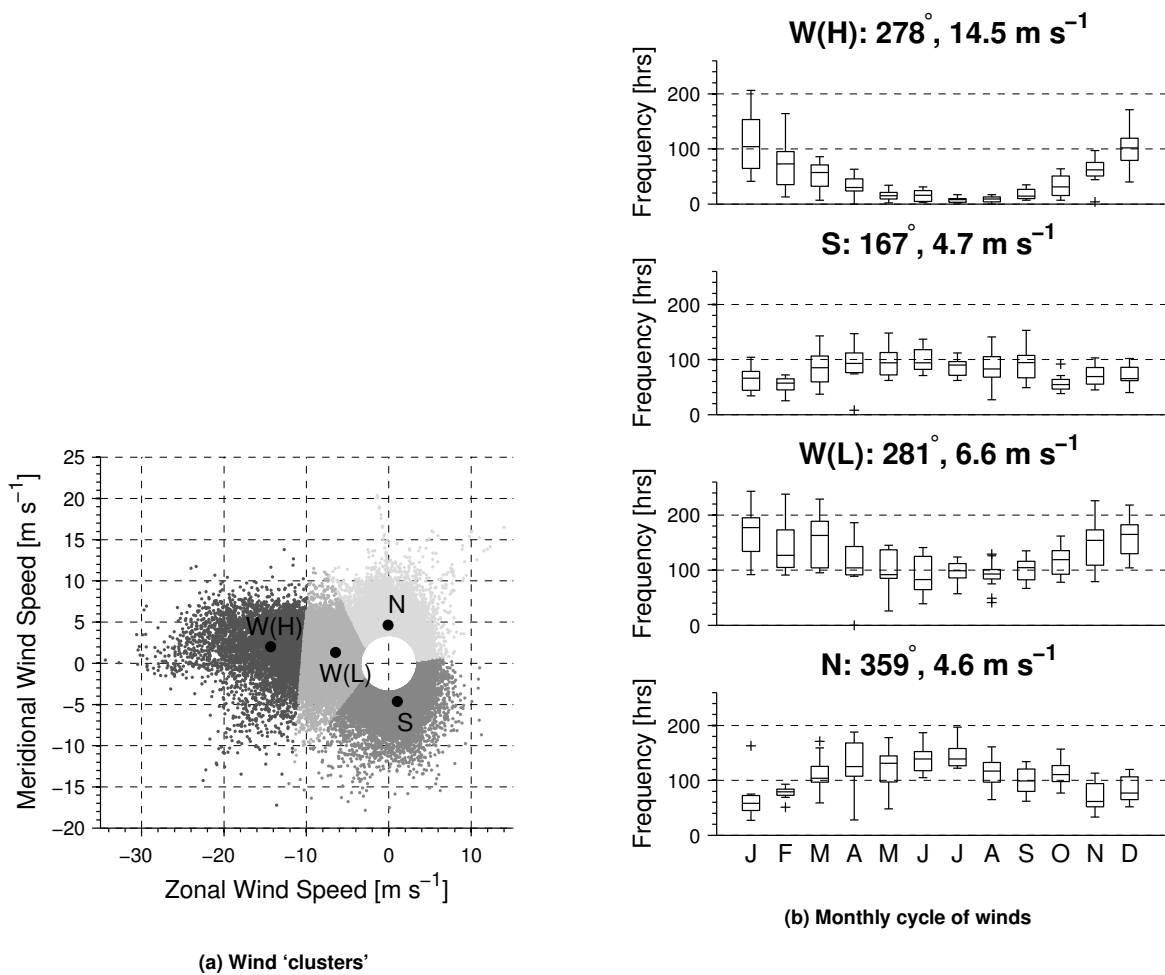 25
20
15
10
5
0
−5
−10
−15
−20
−30
−20
−10
0
10
Meridional Wind Speed [m s⁻¹]
Zonal Wind Speed [m s⁻¹]
W(H)
W(L)
N
S
(a) Wind ‘clusters’
W(H): 278°, 14.5 m s⁻¹
Frequency [hrs]
200
100
0
S: 167°, 4.7 m s⁻¹
Frequency [hrs]
200
100
0
W(L): 281°, 6.6 m s⁻¹
Frequency [hrs]
200
100
0
N: 359°, 4.6 m s⁻¹
Frequency [hrs]
200
100
0
J F M A M J J A S O N D
(b) Monthly cycle of winds